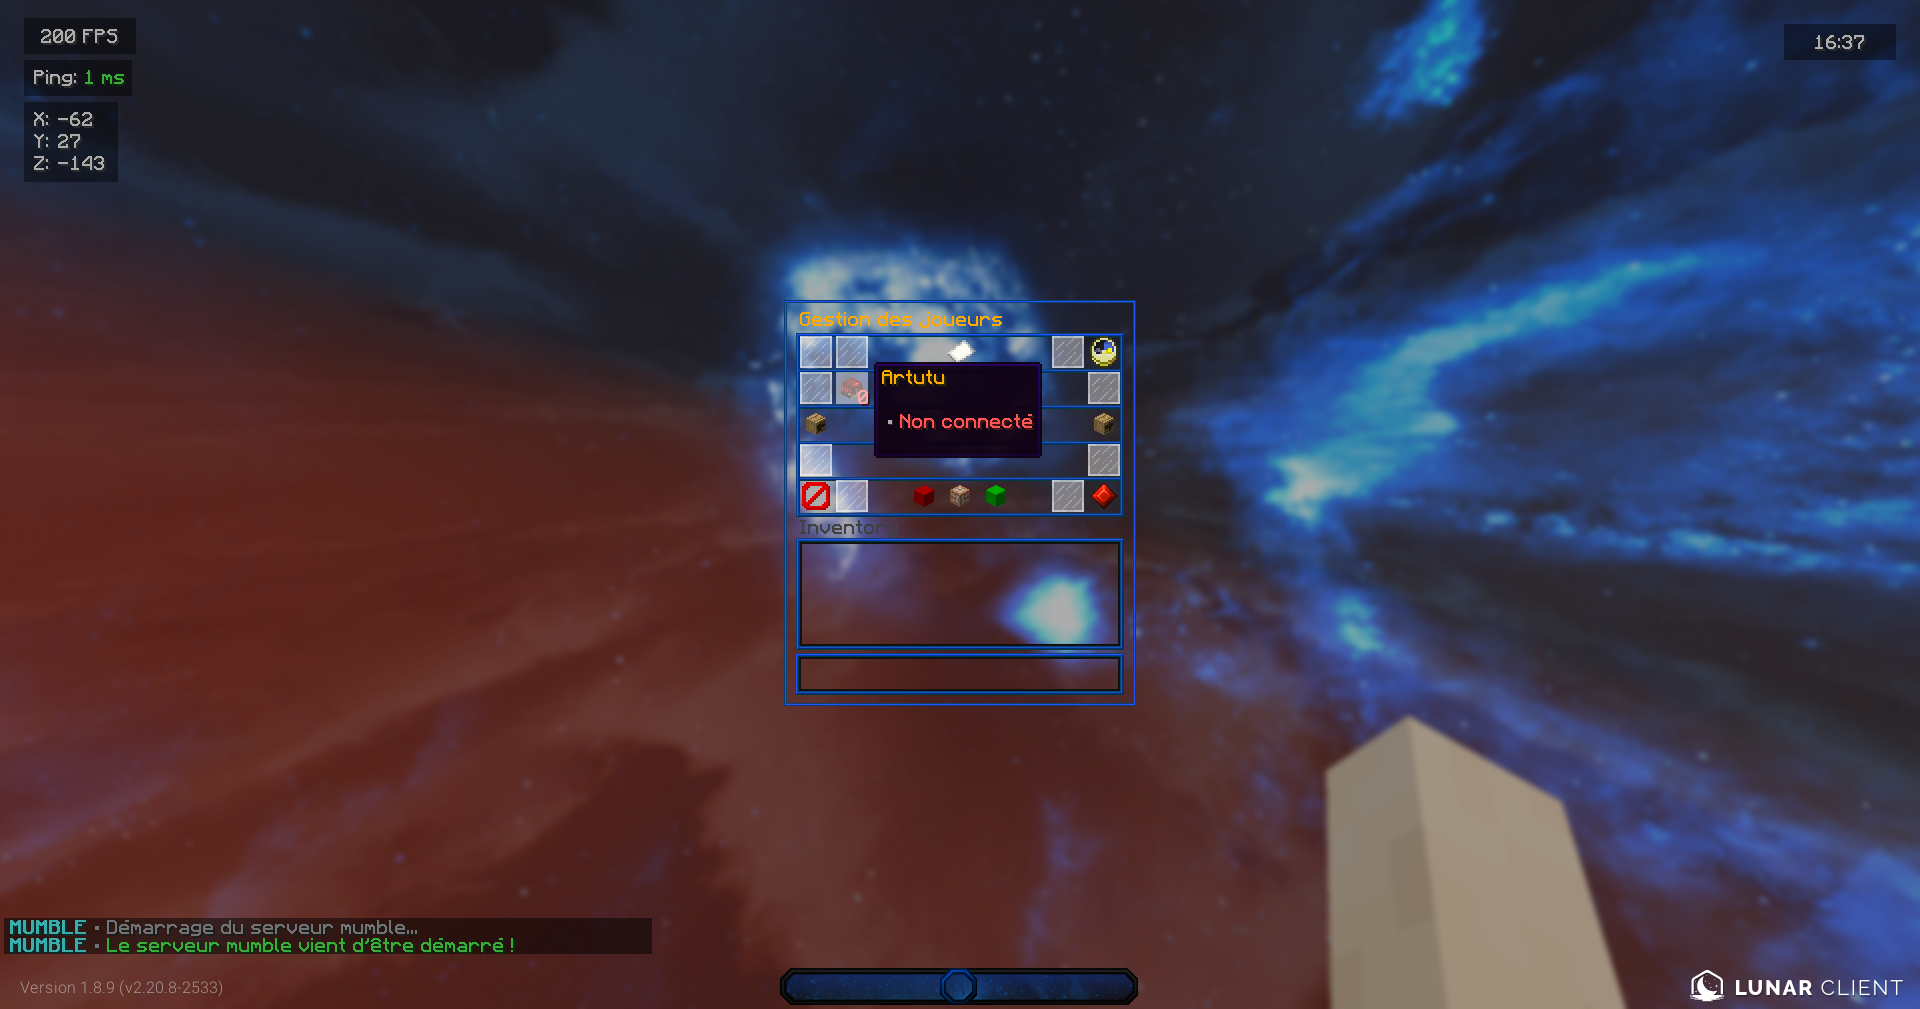 200 FPS
Ping: 1 ms
X: -62
Y: 27
Z: -143
16:37
Gestion des joueurs
Artutu
▪ Non connecté
0
Inventor
MUMBLE ▪ Démarrage du serveur mumble...
MUMBLE ▪ Le serveur mumble vient d'être démarré !
Version 1.8.9 (v2.20.8-2533)
LUNAR CLIENT